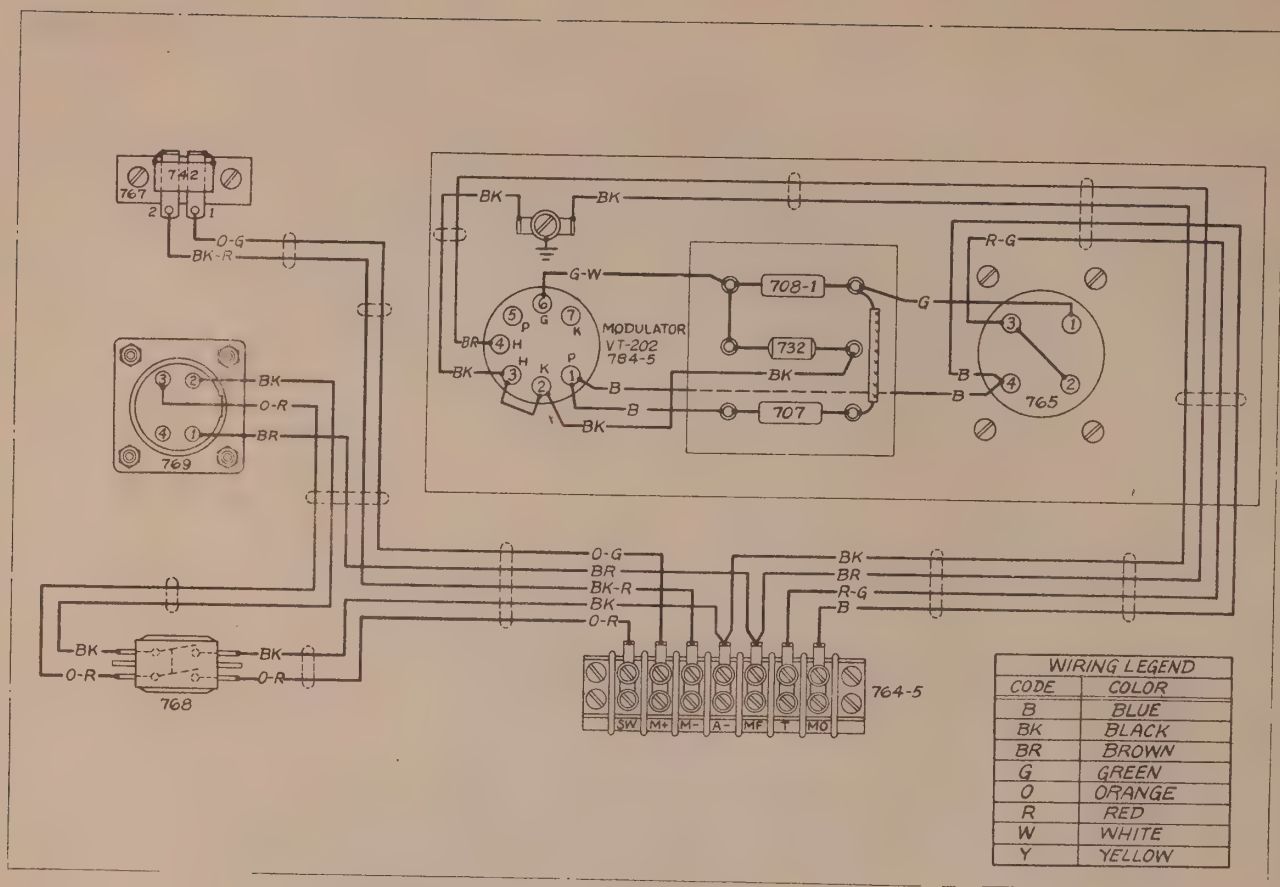 742
767
2 1
O-G
BK-R
BK BK
R-G
G-W
708-1
G
6
G
5
P
7
K
MODULATOR
VT-202
784-5
BR
4
H
H
3
K
2
P
1
732
BK
BK
B
B
BK
707
3
1
B
B
4
2
765
3 2
BK
O-R
4 1
BR
769
O-G
BR
BK-R
BK
O-R
BK
BR
R-G
B
BK
BK
O-R
O-R
768
764-5
SW M+ M- A- MF T MO
WIRING LEGEND
CODE COLOR
B BLUE
BK BLACK
BR BROWN
G GREEN
O ORANGE
R RED
W WHITE
Y YELLOW